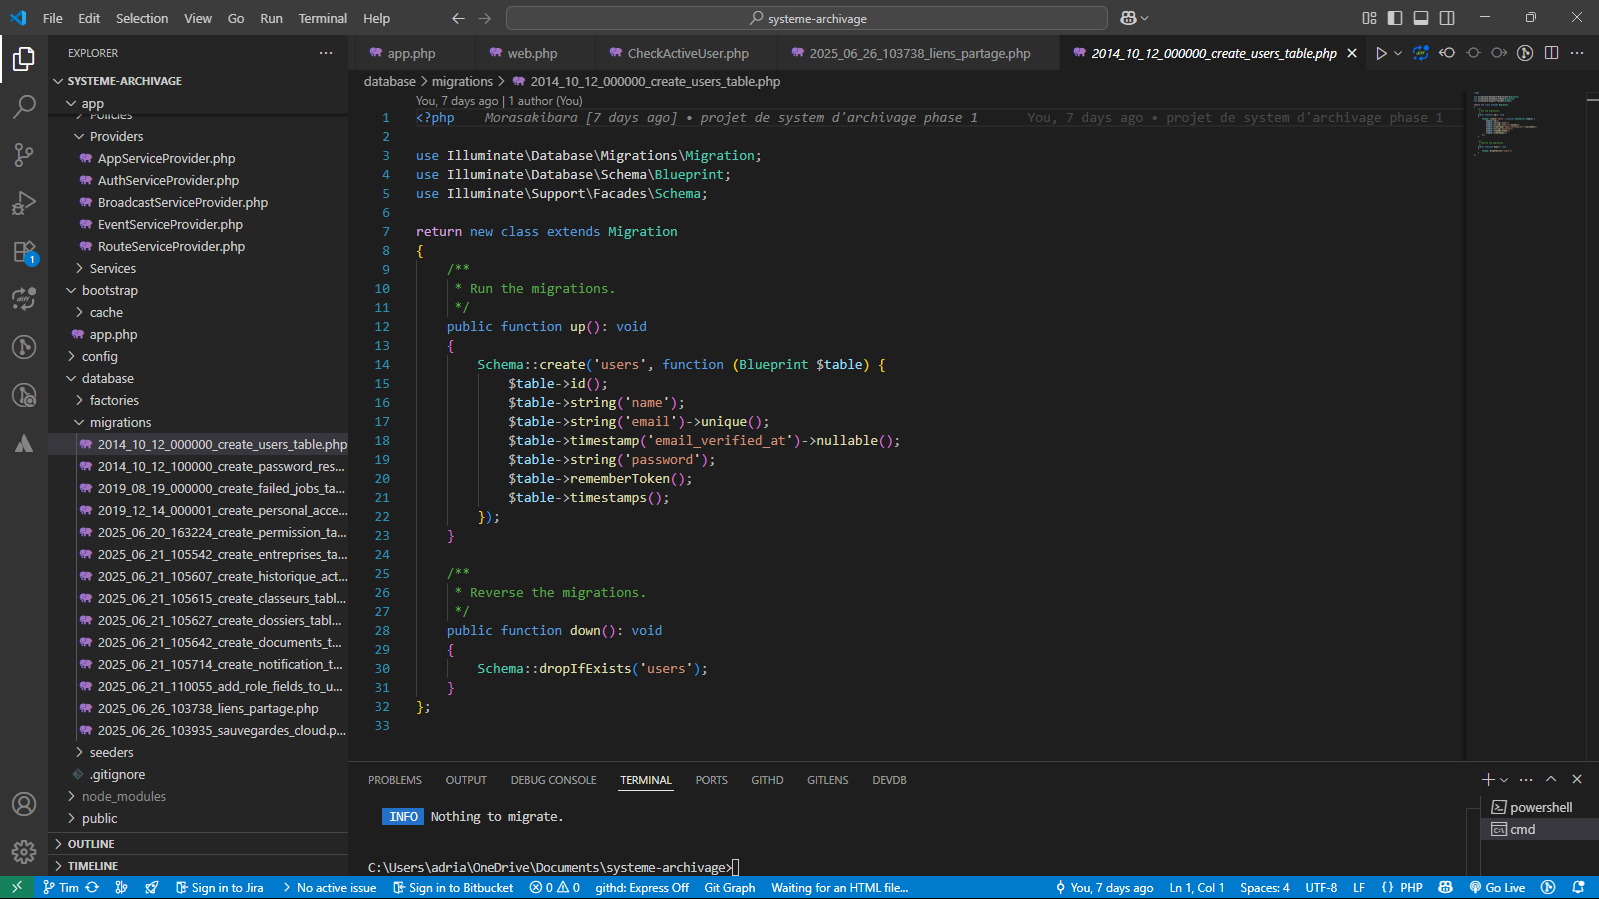 File Edit Selection View Go Run Terminal Help
systeme-archivage
EXPLORER
SYSTEME-ARCHIVAGE
app
Policies
Providers
AppServiceProvider.php
AuthServiceProvider.php
BroadcastServiceProvider.php
EventServiceProvider.php
RouteServiceProvider.php
Services
bootstrap
cache
app.php
config
database
factories
migrations
2014_10_12_000000_create_users_table.php
2014_10_12_100000_create_password_res...
2019_08_19_000000_create_failed_jobs_ta...
2019_12_14_000001_create_personal_acce...
2025_06_20_163224_create_permission_ta...
2025_06_21_105542_create_entreprises_ta...
2025_06_21_105607_create_historique_act...
2025_06_21_105615_create_classeurs_tabl...
2025_06_21_105627_create_dossiers_tabl...
2025_06_21_105642_create_documents_t...
2025_06_21_105714_create_notification_t...
2025_06_21_110055_add_role_fields_to_u...
2025_06_26_103738_liens_partage.php
2025_06_26_103935_sauvegardes_cloud.p...
seeders
.gitignore
node_modules
public
OUTLINE
TIMELINE
1
app.php web.php CheckActiveUser.php 2025_06_26_103738_liens_partage.php 2014_10_12_000000_create_users_table.php
database > migrations > 2014_10_12_000000_create_users_table.php
You, 7 days ago | 1 author (You)
1 <?php Morasakibara [7 days ago] • projet de system d'archivage phase 1 You, 7 days ago • projet de system d'archivage phase 1
2
3 use Illuminate\Database\Migrations\Migration;
4 use Illuminate\Database\Schema\Blueprint;
5 use Illuminate\Support\Facades\Schema;
6
7 return new class extends Migration
8 {
9 /**
10 * Run the migrations.
11 */
12 public function up(): void
13 {
14 Schema::create('users', function (Blueprint $table) {
15 $table->id();
16 $table->string('name');
17 $table->string('email')->unique();
18 $table->timestamp('email_verified_at')->nullable();
19 $table->string('password');
20 $table->rememberToken();
21 $table->timestamps();
22 });
23 }
24
25 /**
26 * Reverse the migrations.
27 */
28 public function down(): void
29 {
30 Schema::dropIfExists('users');
31 }
32 };
33
PROBLEMS OUTPUT DEBUG CONSOLE TERMINAL PORTS GITHD GITLENS DEVDB
INFO Nothing to migrate.
C:\Users\adria\OneDrive\Documents\systeme-archivage>
powershell
cmd
Tim Sign in to Jira No active issue Sign in to Bitbucket 0 0 githd: Express Off Git Graph Waiting for an HTML file... You, 7 days ago Ln 1, Col 1 Spaces: 4 UTF-8 LF {} PHP Go Live